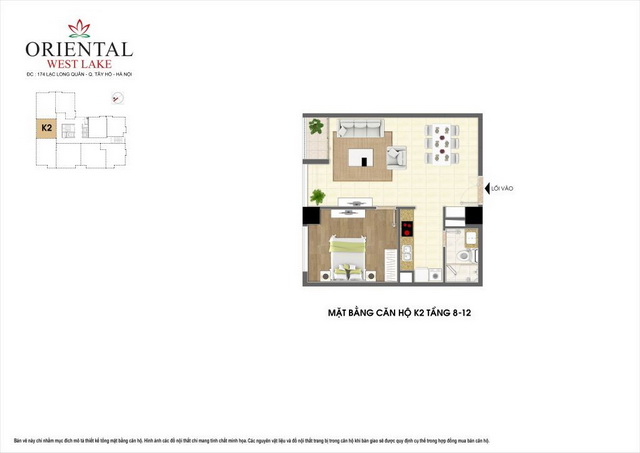 ORIENTAL
WEST LAKE
ĐC : 174 LẠC LONG QUÂN - Q. TÂY HỒ - HÀ NỘI
K2
LỐI VÀO
MẶT BẰNG CĂN HỘ K2 TẦNG 8-12
Bản vẽ này chỉ nhằm mục đích mô tả thiết kế tổng mặt bằng căn hộ. Hình ảnh các đồ nội thất chỉ mang tính chất minh họa. Các nguyên vật liệu và đồ nội thất trang bị trong căn hộ khi bàn giao sẽ được quy định cụ thể trong hợp đồng mua bán căn hộ.